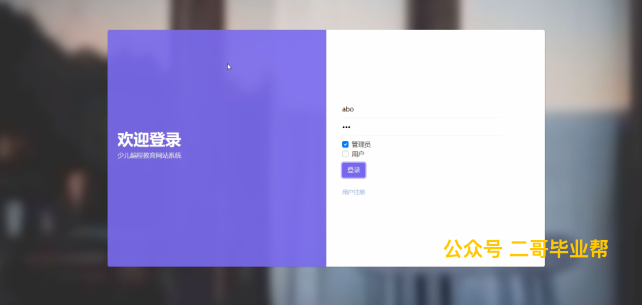 欢迎登录
少儿编程教育网站系统
abo
•••
管理员
用户
登录
用户注册
公众号 二哥毕业帮